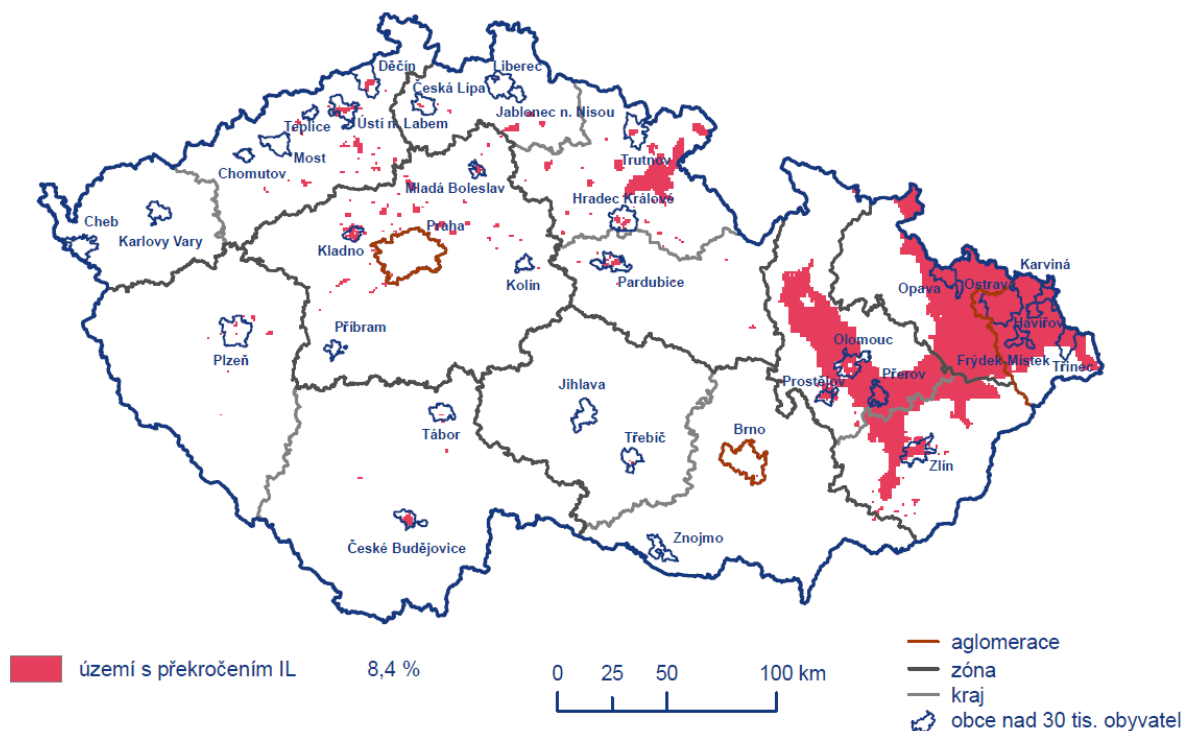 Děčín
Liberec
Česká Lípa
Jablonec n. Nisou
Teplice
Ústí n. Labem
Most
Chomutov
Trutnov
Mladá Boleslav
Hradec Králové
Cheb
Karlovy Vary
Kladno
Praha
Kolín
Pardubice
Karviná
Opava
Ostrava
Havířov
Plzeň
Příbram
Olomouc
Frýdek-Místek
Třinec
Prostějov
Přerov
Jihlava
Tábor
Třebíč
Brno
Zlín
České Budějovice
Znojmo
území s překročením IL 8,4 %
0 25 50 100 km
aglomerace
zóna
kraj
obce nad 30 tis. obyvatel